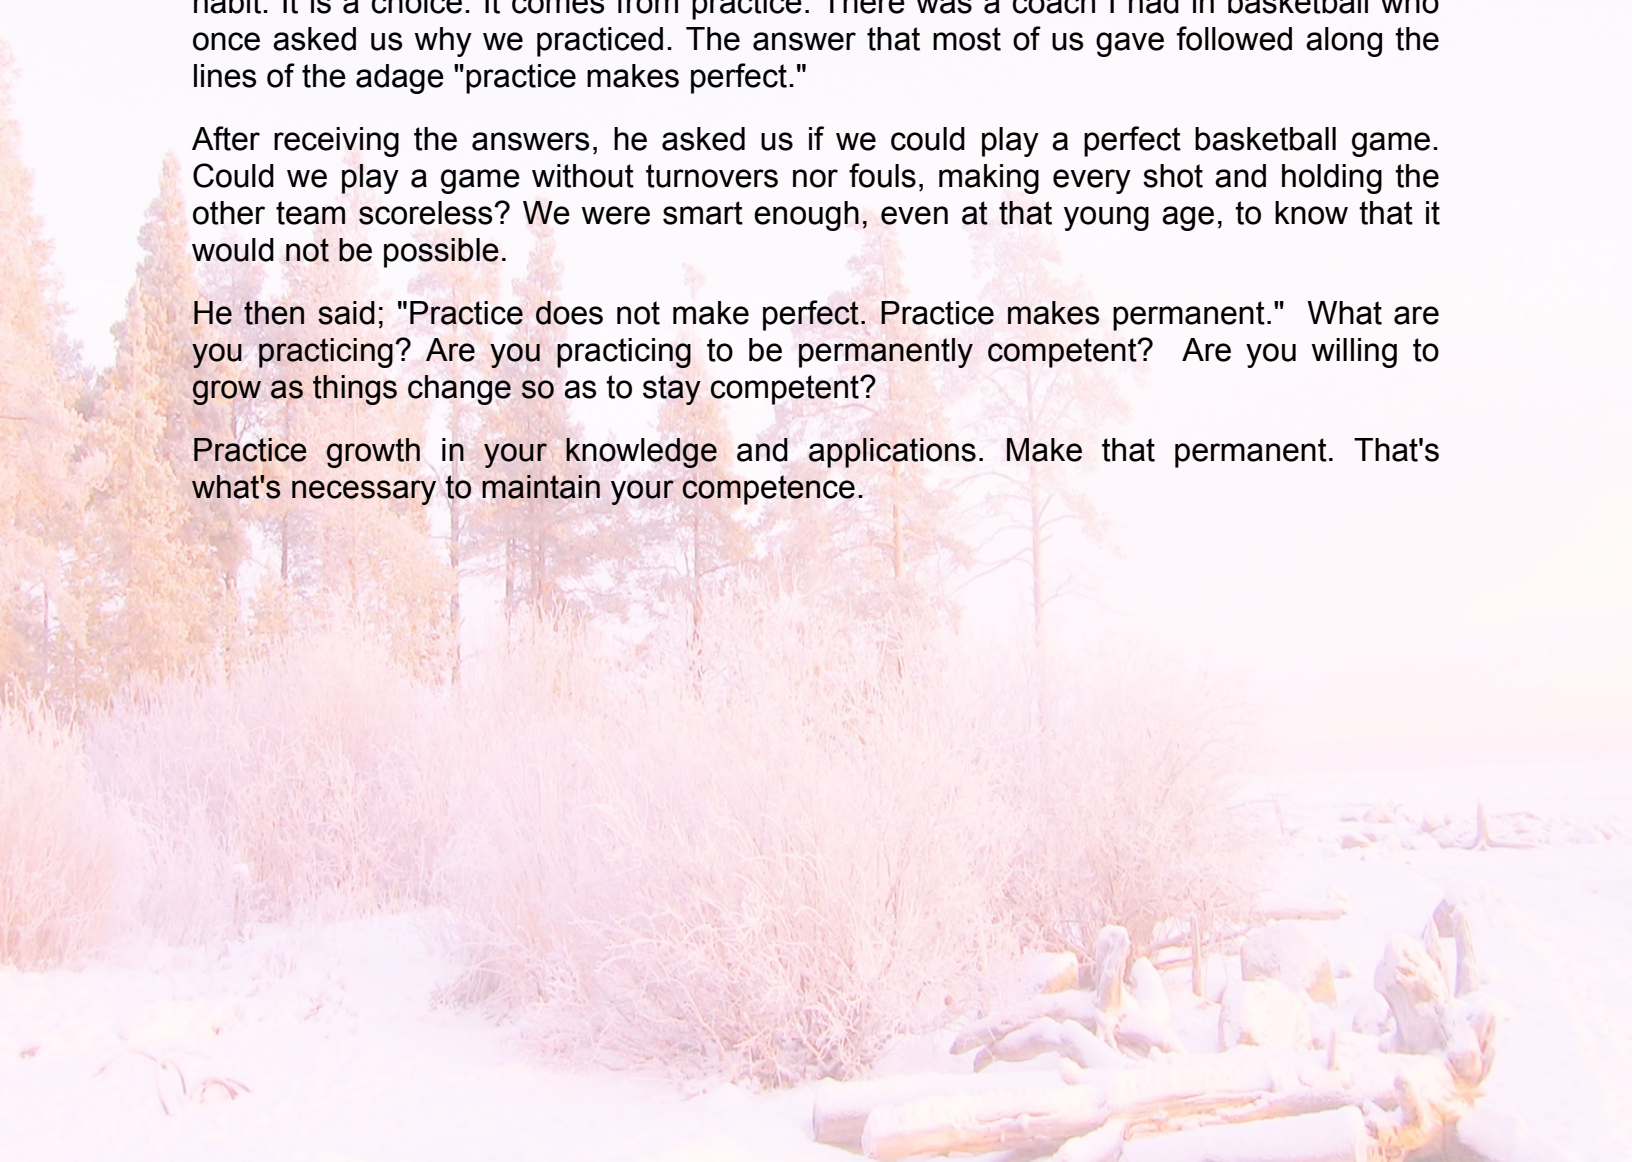 habit. It is a choice. It comes from practice. There was a coach I had in basketball who
once asked us why we practiced. The answer that most of us gave followed along the
lines of the adage "practice makes perfect."
After receiving the answers, he asked us if we could play a perfect basketball game.
Could we play a game without turnovers nor fouls, making every shot and holding the
other team scoreless? We were smart enough, even at that young age, to know that it
would not be possible.
He then said; "Practice does not make perfect. Practice makes permanent."  What are
you practicing? Are you practicing to be permanently competent?  Are you willing to
grow as things change so as to stay competent?
Practice growth in your knowledge and applications. Make that permanent. That's
what's necessary to maintain your competence.